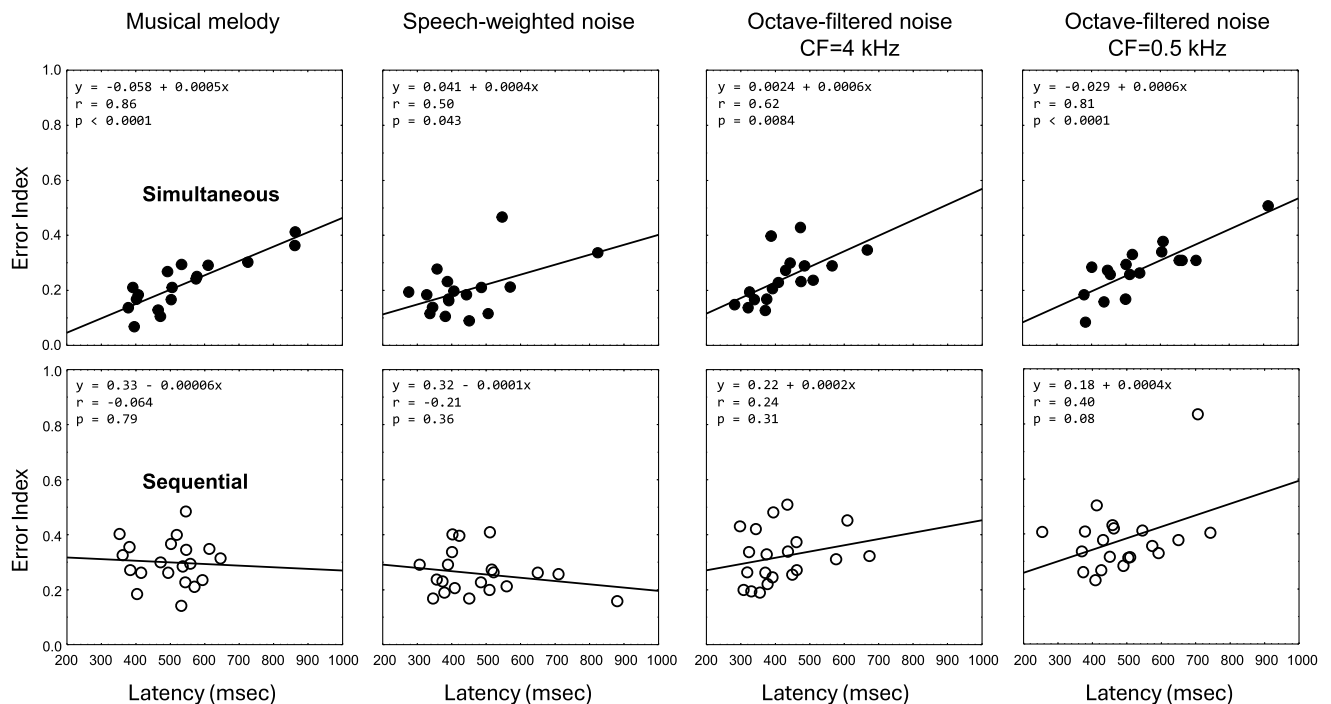 Musical melody
Speech-weighted noise
Octave-filtered noise
CF=4 kHz
Octave-filtered noise
CF=0.5 kHz
Error Index
1.0
0.8
0.6
0.4
0.2
0.0
y = -0.058 + 0.0005x
r = 0.86
p < 0.0001
Simultaneous
y = 0.041 + 0.0004x
r = 0.50
p = 0.043
y = 0.0024 + 0.0006x
r = 0.62
p = 0.0084
y = -0.029 + 0.0006x
r = 0.81
p < 0.0001
Error Index
1.0
0.8
0.6
0.4
0.2
0.0
y = 0.33 - 0.00006x
r = -0.064
p = 0.79
Sequential
y = 0.32 - 0.0001x
r = -0.21
p = 0.36
y = 0.22 + 0.0002x
r = 0.24
p = 0.31
y = 0.18 + 0.0004x
r = 0.40
p = 0.08
200 300 400 500 600 700 800 900 1000
200 300 400 500 600 700 800 900 1000
200 300 400 500 600 700 800 900 1000
200 300 400 500 600 700 800 900 1000
Latency (msec)
Latency (msec)
Latency (msec)
Latency (msec)